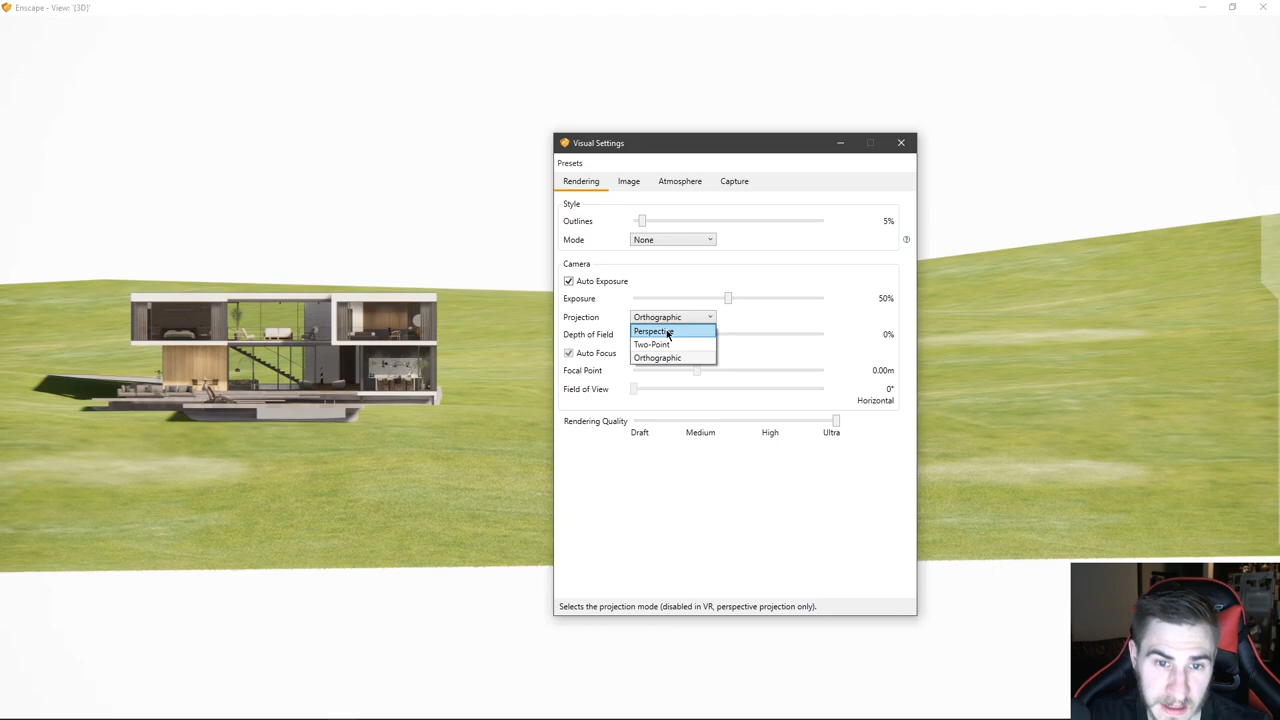 Enscape - View: '{3D}'
Visual Settings
Presets
Rendering Image Atmosphere Capture
Style
Outlines 5%
Mode None
Camera
Auto Exposure
Exposure 50%
Projection Orthographic
Perspective
Depth of Field 0%
Two-Point
Auto Focus
Orthographic
Focal Point 0.00m
Field of View 0°
Horizontal
Rendering Quality
Draft Medium High Ultra
Selects the projection mode (disabled in VR, perspective projection only).